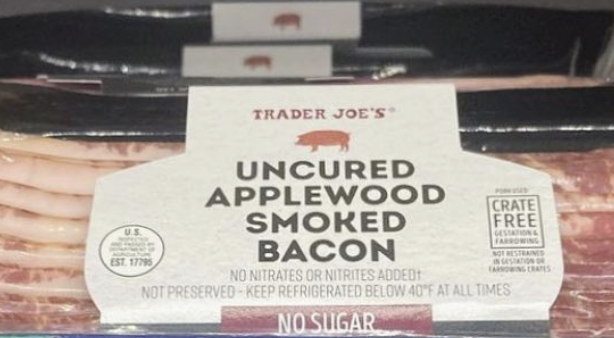 TRADER JOE'S®
UNCURED
APPLEWOOD
SMOKED
BACON
NO NITRATES OR NITRITES ADDED†
NOT PRESERVED - KEEP REFRIGERATED BELOW 40°F AT ALL TIMES
NO SUGAR
U.S.
INSPECTED
AND PASSED BY
DEPARTMENT OF
AGRICULTURE
EST. 17795
PORK USED
CRATE
FREE
GESTATION &
FARROWING
NOT RESTRAINED
IN GESTATION OR
FARROWING CRATES